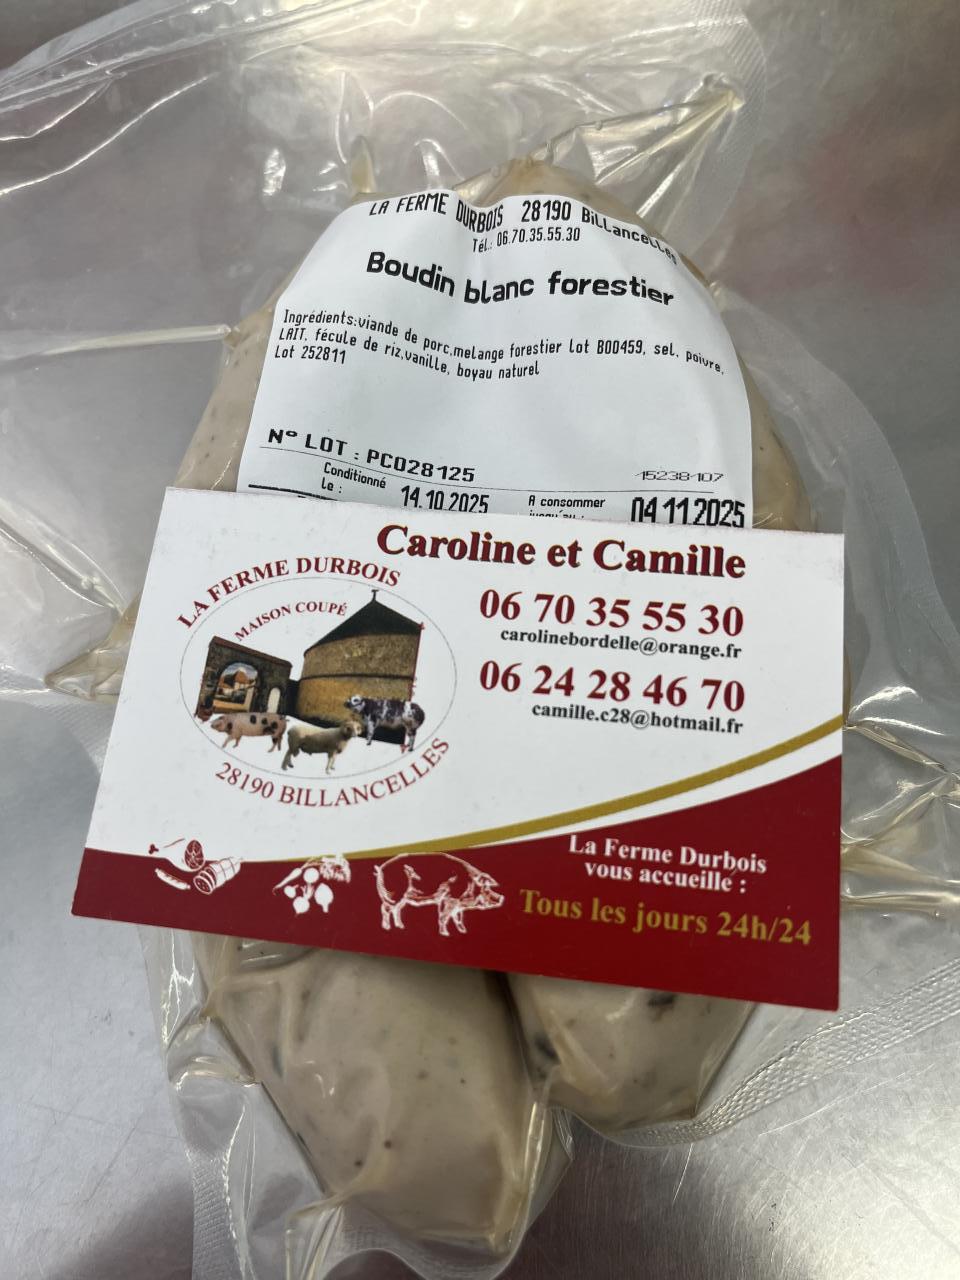 LA FERME DURBOIS 28190 BilLancelles
Tél.: 06.70.35.55.30
Boudin blanc forestier
Ingrédients:viande de porc,melange forestier Lot B00459, sel, poivre,
LAIT, fécule de riz,vanille, boyau naturel
Lot 252811
N° LOT : PC028125
15238107
Conditionné
le :
14.10.2025
A consommer
jusqu'au :
04.11.2025
Caroline et Camille
LA FERME DURBOIS
MAISON COUPÉ
28190 BILLANCELLES
06 70 35 55 30
carolinebordelle@orange.fr
06 24 28 46 70
camille.c28@hotmail.fr
La Ferme Durbois
vous accueille :
Tous les jours 24h/24